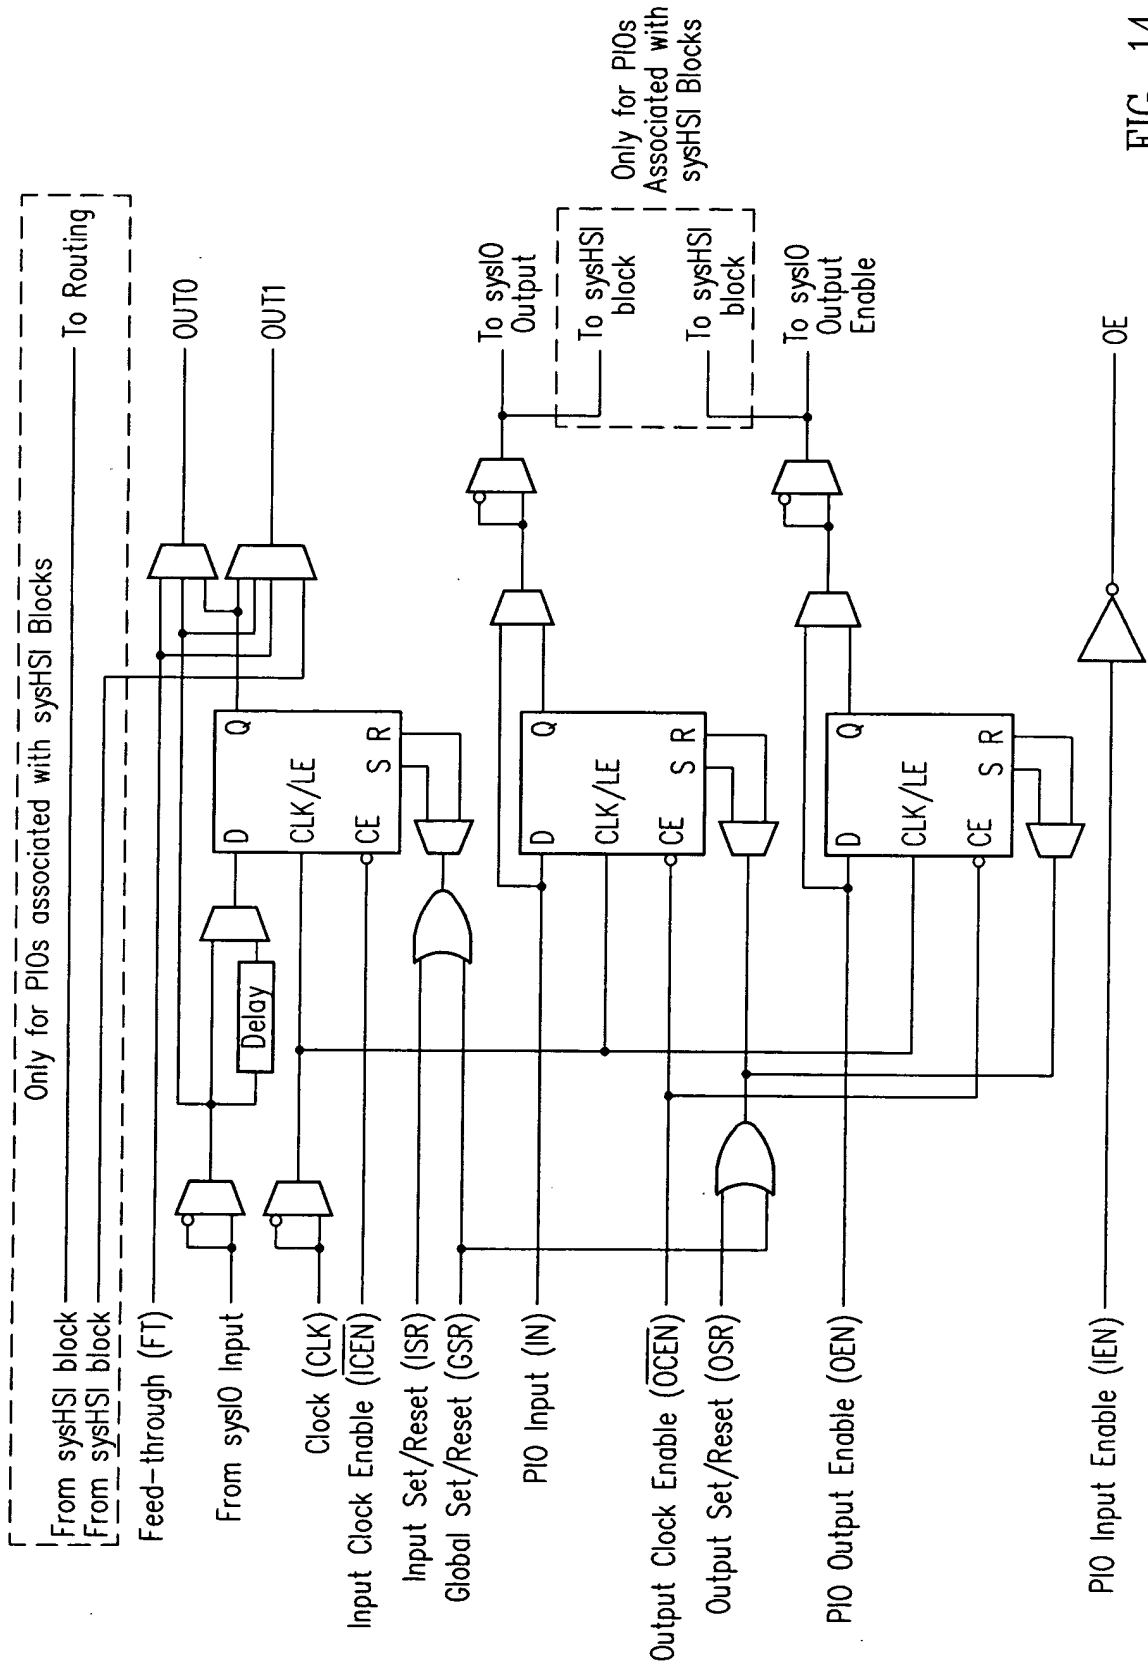 Only for PIOs associated with sysHSI Blocks
From sysHSI block
To Routing
From sysHSI block
Feed-through (FT)
OUT0
From sysIO Input
Delay
OUT1
Clock (CLK)
Input Clock Enable (I̅C̅E̅N̅)
Input Set/Reset (ISR)
Global Set/Reset (GSR)
D
Q
CLK/LE
CE
S
R
PIO Input (IN)
D
Q
CLK/LE
CE
S
R
To sysIO
Output
To sysHSI
block
To sysHSI
block
Only for PIOs
Associated with
sysHSI Blocks
Output Clock Enable (O̅C̅E̅N̅)
Output Set/Reset (OSR)
PIO Output Enable (OEN)
D
Q
CLK/LE
CE
S
R
To sysIO
Output
Enable
PIO Input Enable (IEN)
OE
FIG. 14